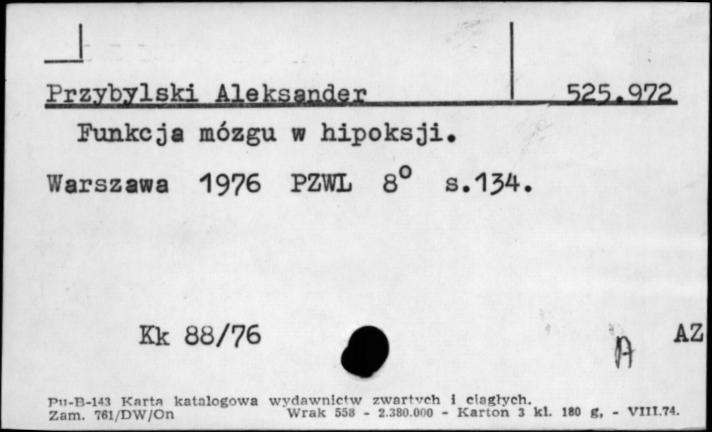 Przybylski Aleksander 525.972
Funkcja mózgu w hipoksji.
Warszawa 1976 PZWL 8° s.134.
Kk 88/76
A AZ
Pu-B-143 Karta katalogowa wydawnictw zwartych i ciągłych.
Zam. 761/DW/On Wrak 558 - 2.380.000 - Karton 3 kl. 180 g, - VIII.74.